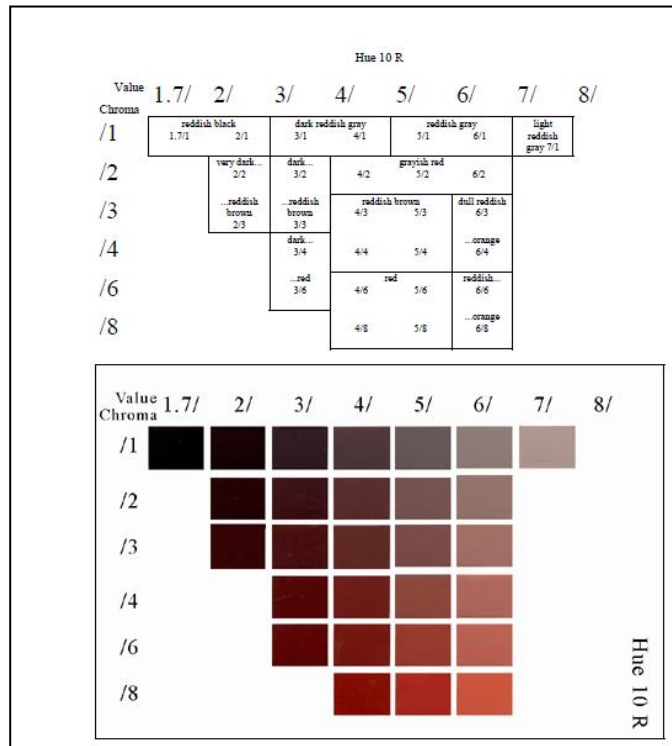 Hue 10 R
Value 1.7/ 2/ 3/ 4/ 5/ 6/ 7/ 8/
Chroma
/1 reddish black dark reddish gray reddish gray light
1.7/1 2/1 3/1 4/1 5/1 6/1 reddish
gray 7/1
/2 very dark... dark... grayish red
2/2 3/2 4/2 5/2 6/2
/3 ...reddish ...reddish reddish brown dull reddish
brown brown 4/3 5/3 6/3
2/3 3/3
/4 dark... ...orange
3/4 4/4 5/4 6/4
/6 ...red red reddish...
3/6 4/6 5/6 6/6
/8 ...orange
4/8 5/8 6/8
Value 1.7/ 2/ 3/ 4/ 5/ 6/ 7/ 8/
Chroma
/1
/2
/3
/4
/6
/8
Hue 10 R